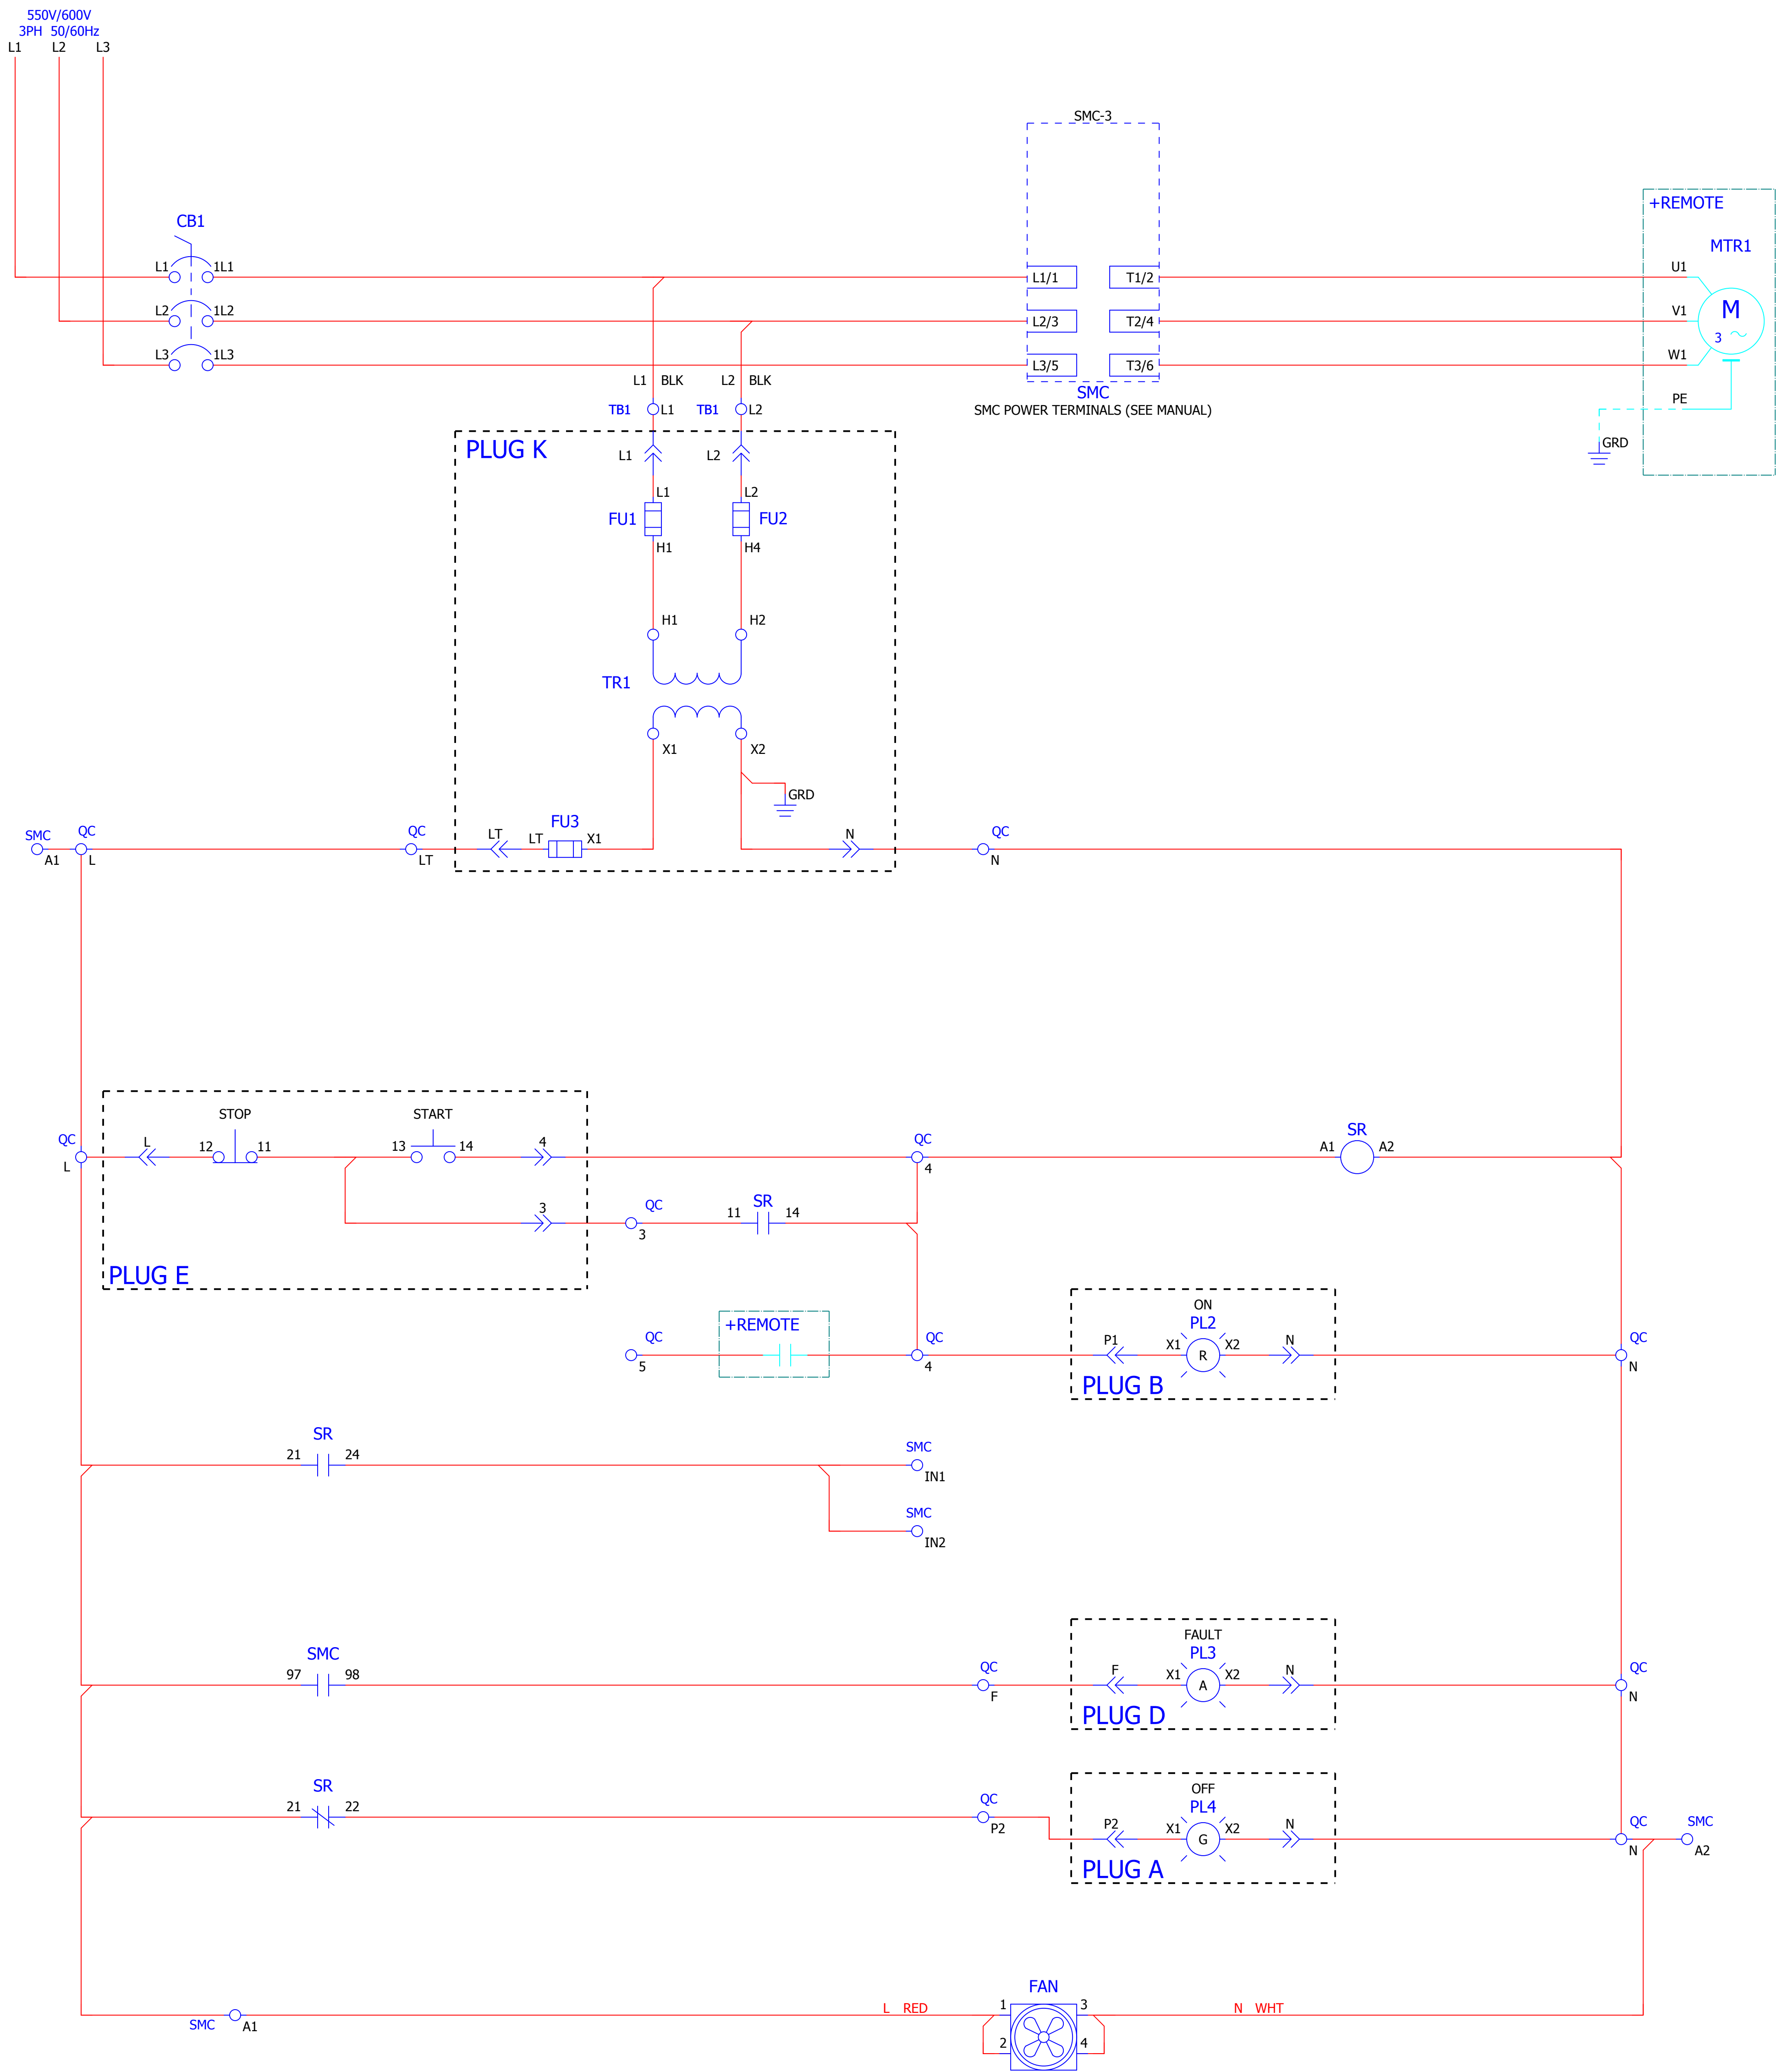 550V/600V
3PH 50/60Hz
L1 L2 L3
SMC-3
+REMOTE
CB1
MTR1
L1 1L1 L1/1 T1/2 U1
L2 1L2 L2/3 T2/4 V1
M
3
L3 1L3 L3/5 T3/6 W1
L1 BLK L2 BLK
SMC
SMC POWER TERMINALS (SEE MANUAL)
PE
TB1 L1 TB1 L2
GRD
PLUG K
L1 L2
L1 L2
FU1 FU2
H1 H4
H1 H2
TR1
X1 X2
GRD
SMC QC QC FU3 QC
LT LT X1 N
A1 L LT N
STOP START
QC L 12 11 13 14 4 QC A1 SR A2
L 4
3 QC 11 SR 14
3
PLUG E
ON
+REMOTE PL2
QC QC P1 X1 X2 N QC
R
5 4 N
PLUG B
SR
21 24 SMC
IN1
SMC
IN2
FAULT
SMC PL3
97 98 QC F X1 X2 N QC
A
F N
PLUG D
SR OFF
21 22 QC PL4
P2 P2 X1 X2 N QC SMC
G
N A2
PLUG A
FAN
L RED 1 3 N WHT
SMC A1
2 4